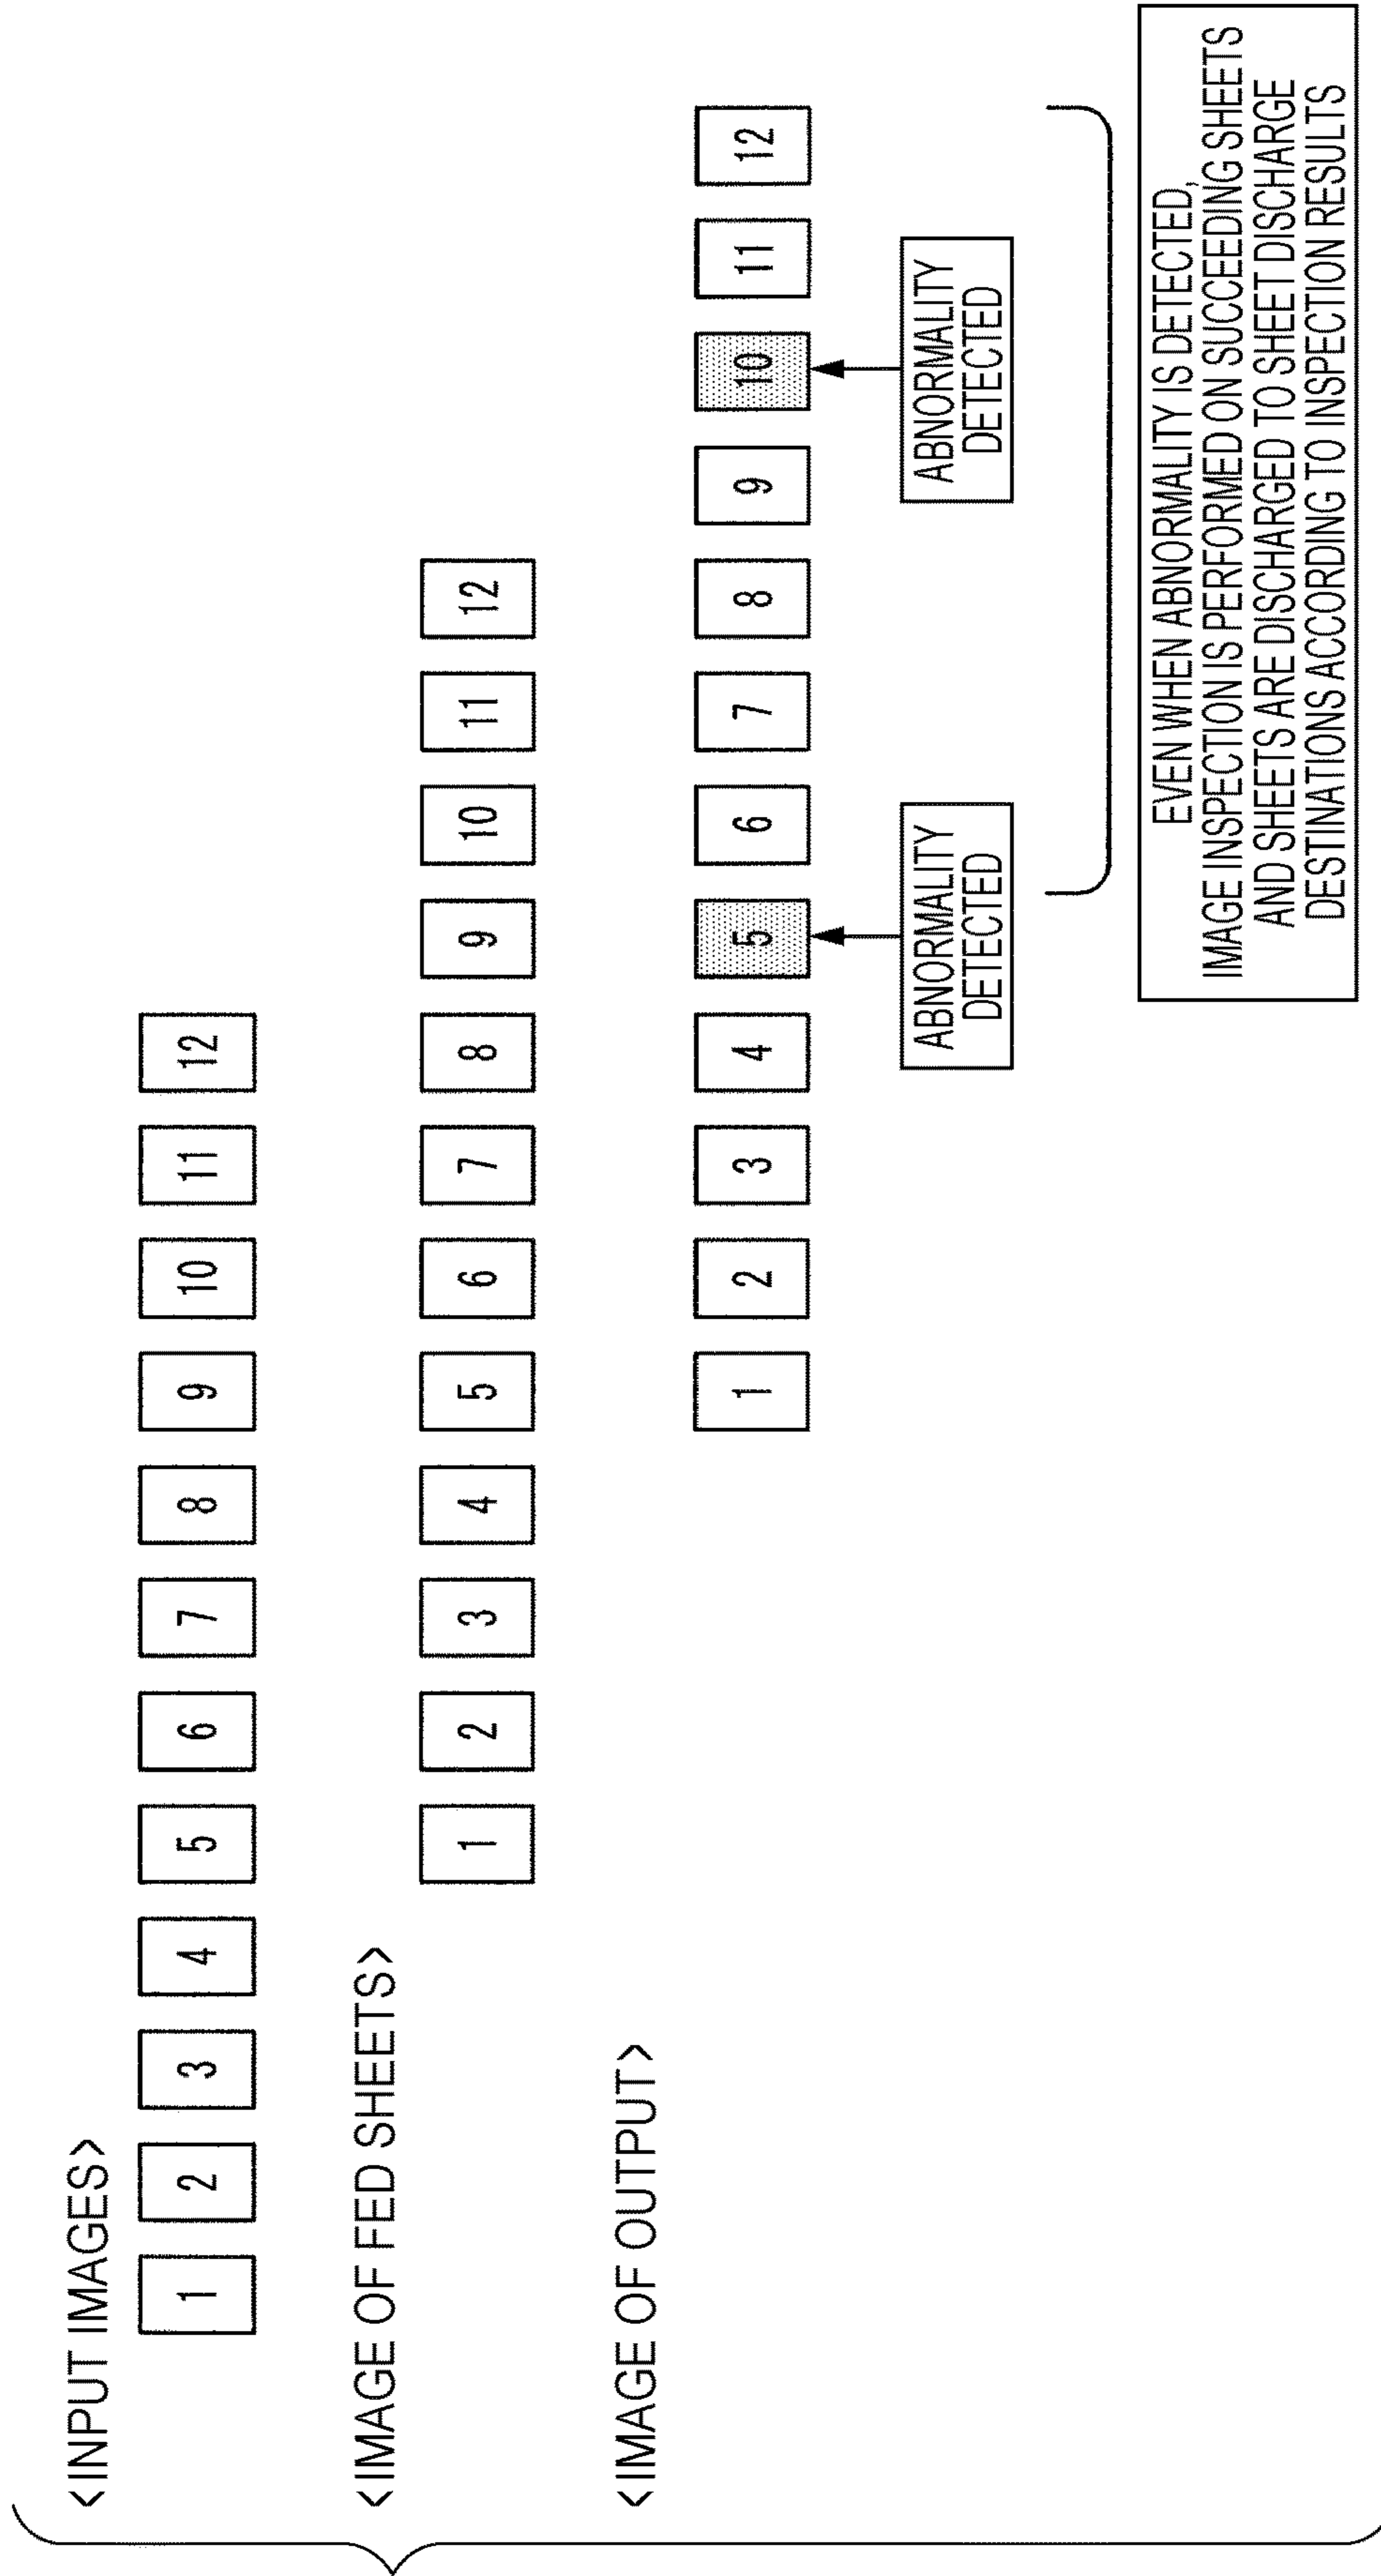 <INPUT IMAGES>
1 2 3 4 5 6 7 8 9 10 11 12
<IMAGE OF FED SHEETS>
1 2 3 4 5 6 7 8 9 10 11 12
<IMAGE OF OUTPUT>
1 2 3 4 5 6 7 8 9 10 11 12
ABNORMALITY
DETECTED
ABNORMALITY
DETECTED
EVEN WHEN ABNORMALITY IS DETECTED,
IMAGE INSPECTION IS PERFORMED ON SUCCEEDING SHEETS
AND SHEETS ARE DISCHARGED TO SHEET DISCHARGE
DESTINATIONS ACCORDING TO INSPECTION RESULTS